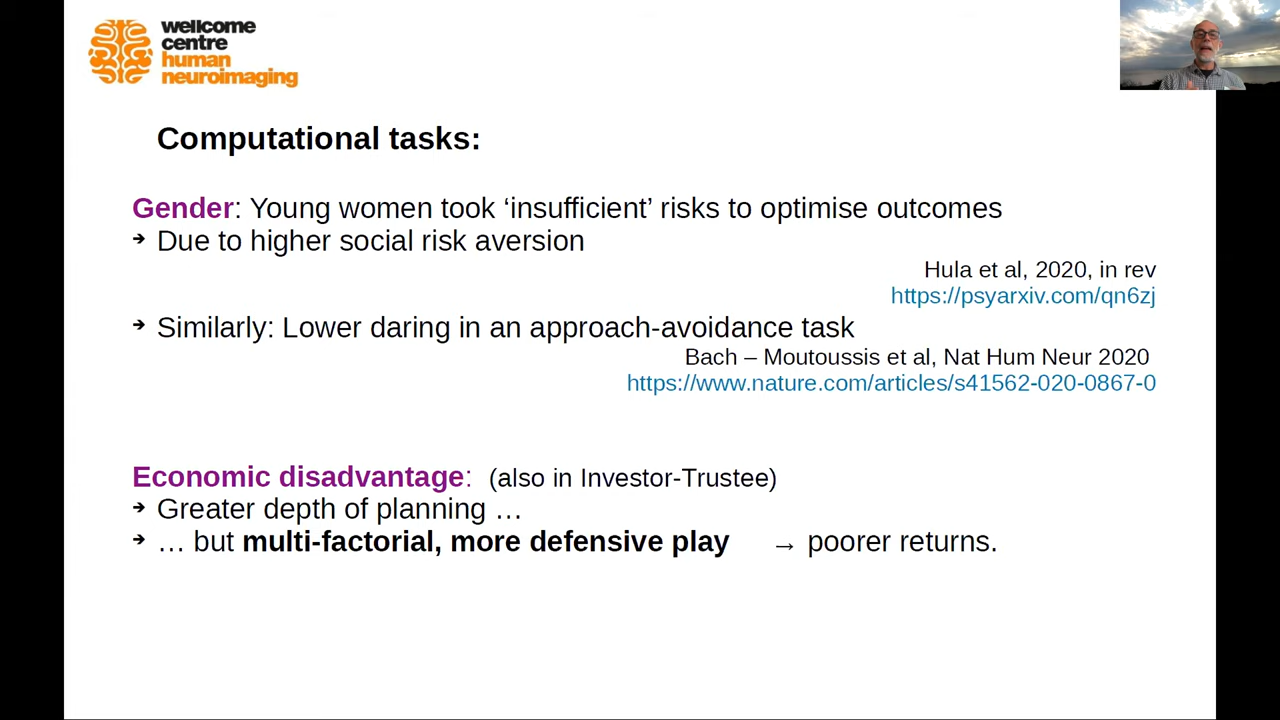 wellcome
centre
human
neuroimaging
Computational tasks:
Gender: Young women took ‘insufficient’ risks to optimise outcomes
➔ Due to higher social risk aversion
Hula et al, 2020, in rev
https://psyarxiv.com/qn6zj
➔ Similarly: Lower daring in an approach-avoidance task
Bach – Moutoussis et al, Nat Hum Neur 2020
https://www.nature.com/articles/s41562-020-0867-0
Economic disadvantage: (also in Investor-Trustee)
➔ Greater depth of planning …
➔ … but multi-factorial, more defensive play → poorer returns.